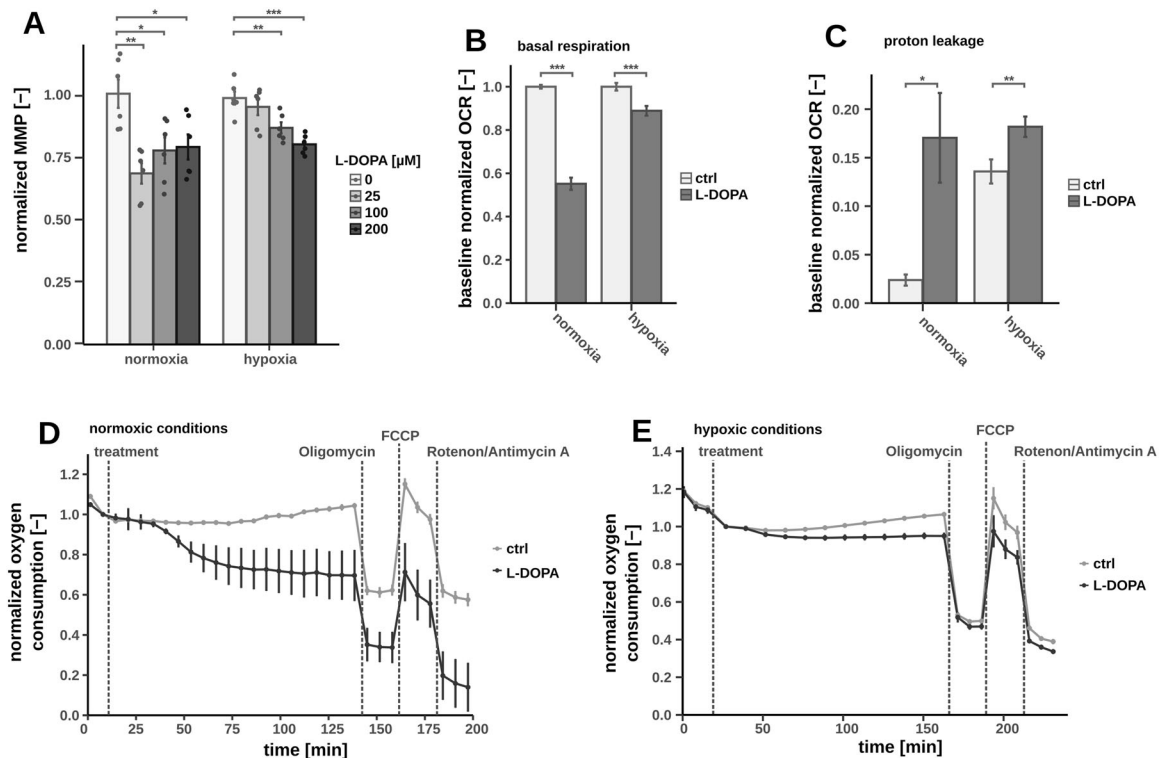 A
* ***
* **
**
normalized MMP [–]
1.00
0.75
0.50
0.25
0.00
normoxia hypoxia
L-DOPA [µM]
0
25
100
200
B
basal respiration
*** ***
baseline normalized OCR [–]
1.0
0.8
0.6
0.4
0.2
0.0
normoxia
hypoxia
ctrl
L-DOPA
C
proton leakage
* **
baseline normalized OCR [–]
0.20
0.15
0.10
0.05
0.00
normoxia
hypoxia
ctrl
L-DOPA
D
normoxic conditions
FCCP
treatment Oligomycin Rotenon/Antimycin A
normalized oxygen
consumption [–]
1.2
1.0
0.8
0.6
0.4
0.2
0.0
0 25 50 75 100 125 150 175 200
time [min]
ctrl
L-DOPA
E
hypoxic conditions
FCCP
treatment Oligomycin Rotenon/Antimycin A
normalized oxygen
consumption [–]
1.4
1.2
1.0
0.8
0.6
0.4
0.2
0.0
0 50 100 150 200
time [min]
ctrl
L-DOPA